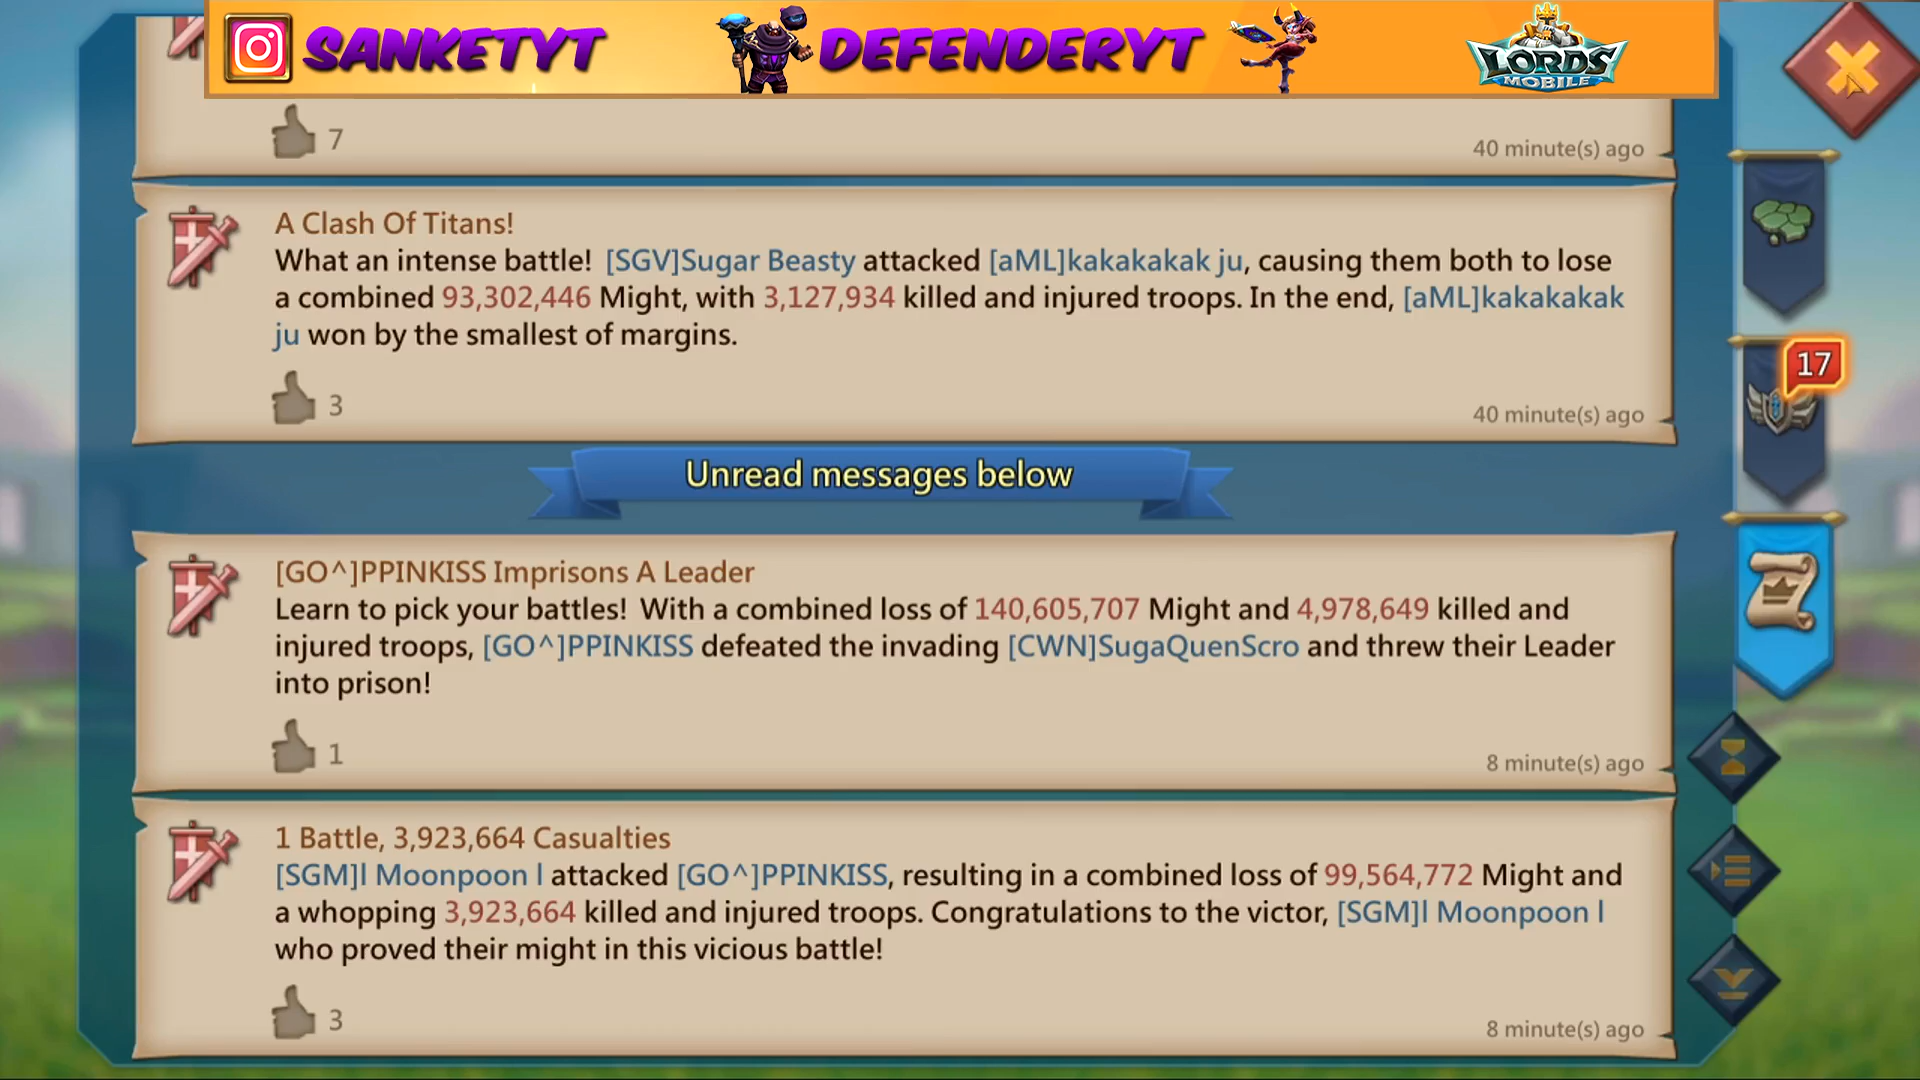 SANKETYT DEFENDERYT LORDS
MOBILE
7
40 minute(s) ago
A Clash Of Titans!
What an intense battle! [SGV]Sugar Beasty attacked [aML]kakakakak ju, causing them both to lose
a combined 93,302,446 Might, with 3,127,934 killed and injured troops. In the end, [aML]kakakakak
ju won by the smallest of margins.
3
40 minute(s) ago
17
Unread messages below
[GO^]PPINKISS Imprisons A Leader
Learn to pick your battles! With a combined loss of 140,605,707 Might and 4,978,649 killed and
injured troops, [GO^]PPINKISS defeated the invading [CWN]SugaQuenScro and threw their Leader
into prison!
1
8 minute(s) ago
1 Battle, 3,923,664 Casualties
[SGM]l Moonpoon l attacked [GO^]PPINKISS, resulting in a combined loss of 99,564,772 Might and
a whopping 3,923,664 killed and injured troops. Congratulations to the victor, [SGM]l Moonpoon l
who proved their might in this vicious battle!
3
8 minute(s) ago